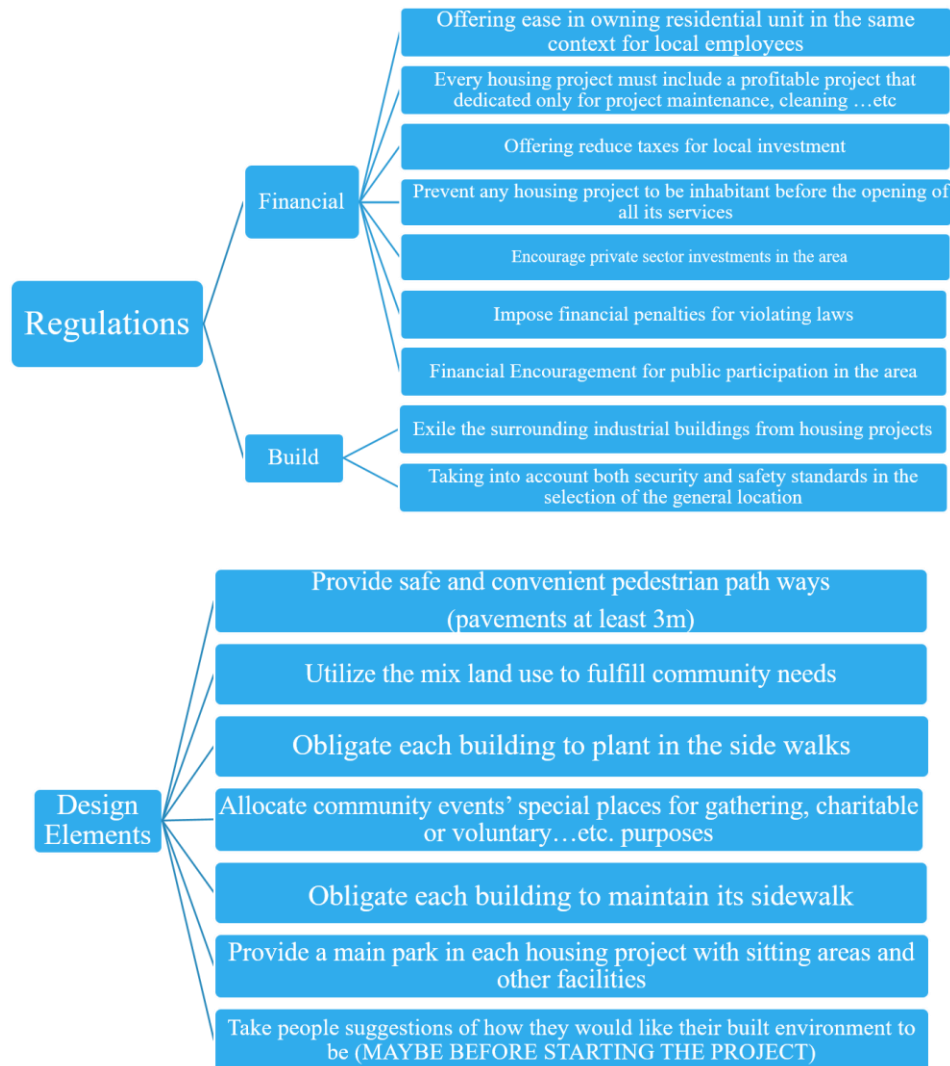 Regulations
Financial
Offering ease in owning residential unit in the same
context for local employees
Every housing project must include a profitable project that
dedicated only for project maintenance, cleaning …etc
Offering reduce taxes for local investment
Prevent any housing project to be inhabitant before the opening of
all its services
Encourage private sector investments in the area
Impose financial penalties for violating laws
Financial Encouragement for public participation in the area
Build
Exile the surrounding industrial buildings from housing projects
Taking into account both security and safety standards in the
selection of the general location
Design
Elements
Provide safe and convenient pedestrian path ways
(pavements at least 3m)
Utilize the mix land use to fulfill community needs
Obligate each building to plant in the side walks
Allocate community events’ special places for gathering, charitable
or voluntary…etc. purposes
Obligate each building to maintain its sidewalk
Provide a main park in each housing project with sitting areas and
other facilities
Take people suggestions of how they would like their built environment to
be (MAYBE BEFORE STARTING THE PROJECT)